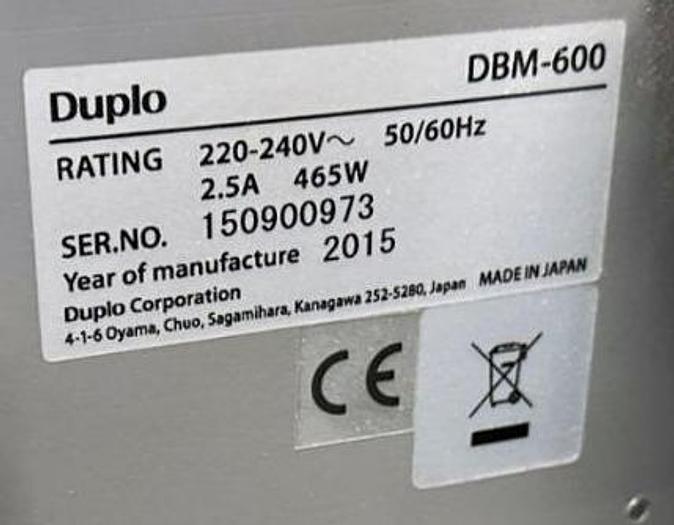 Duplo DBM-600
RATING 220-240V~ 50/60Hz
2.5A 465W
SER.NO. 150900973
Year of manufacture 2015
Duplo Corporation
4-1-6 Oyama, Chuo, Sagamihara, Kanagawa 252-5280, Japan MADE IN JAPAN
CE